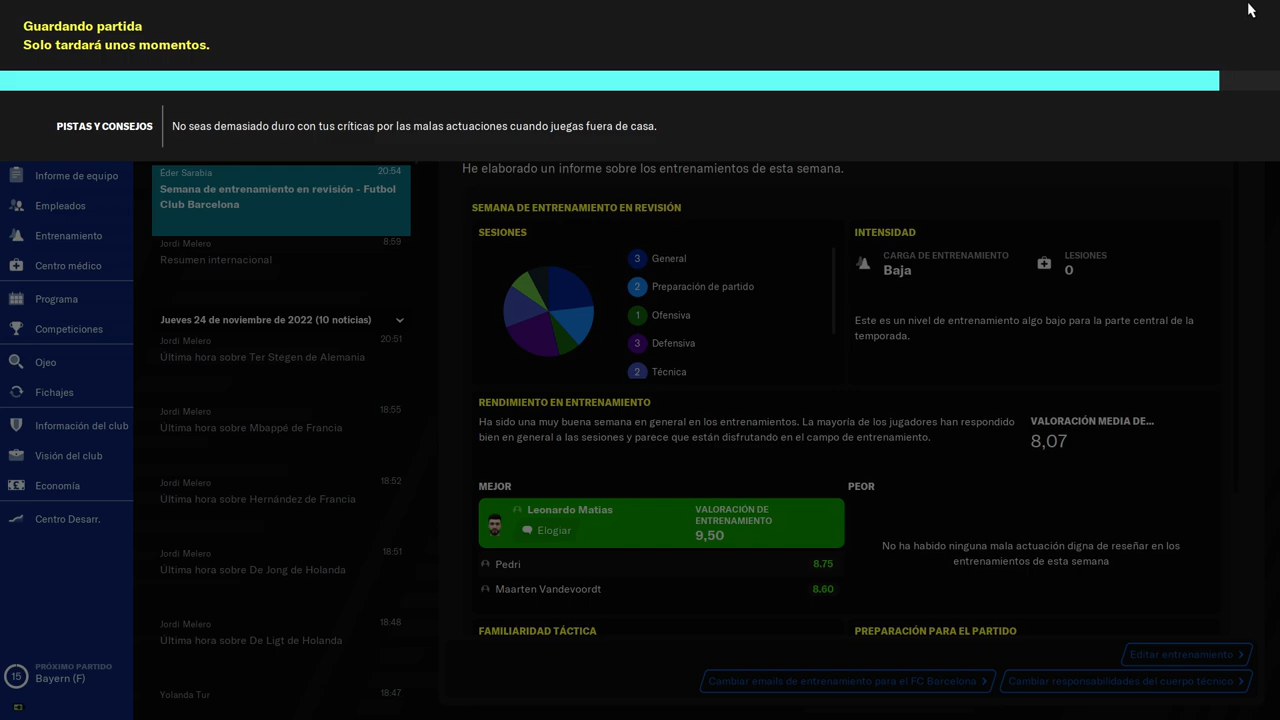 Guardando partida
Solo tardará unos momentos.
PISTAS Y CONSEJOS
No seas demasiado duro con tus críticas por las malas actuaciones cuando juegas fuera de casa.
Informe de equipo
Empleados
Entrenamiento
Centro médico
Programa
Competiciones
Ojeo
Fichajes
Información del club
Visión del club
Economía
Centro Desarr.
15
PRÓXIMO PARTIDO
Bayern (F)
Éder Sarabia
20:54
Semana de entrenamiento en revisión - Futbol
Club Barcelona
Jordi Melero
8:59
Resumen internacional
Jueves 24 de noviembre de 2022 (10 noticias)
Jordi Melero
20:51
Última hora sobre Ter Stegen de Alemania
Jordi Melero
18:55
Última hora sobre Mbappé de Francia
Jordi Melero
18:52
Última hora sobre Hernández de Francia
Jordi Melero
18:51
Última hora sobre De Jong de Holanda
Jordi Melero
18:48
Última hora sobre De Ligt de Holanda
Yolanda Tur
18:47
He elaborado un informe sobre los entrenamientos de esta semana.
SEMANA DE ENTRENAMIENTO EN REVISIÓN
SESIONES
3 General
2 Preparación de partido
1 Ofensiva
3 Defensiva
2 Técnica
INTENSIDAD
CARGA DE ENTRENAMIENTO
Baja
LESIONES
0
Este es un nivel de entrenamiento algo bajo para la parte central de la
temporada.
RENDIMIENTO EN ENTRENAMIENTO
Ha sido una muy buena semana en general en los entrenamientos. La mayoría de los jugadores han respondido
bien en general a las sesiones y parece que están disfrutando en el campo de entrenamiento.
VALORACIÓN MEDIA DE...
8,07
MEJOR
Leonardo Matias
Elogiar
VALORACIÓN DE
ENTRENAMIENTO
9,50
Pedri
8.75
Maarten Vandevoordt
8.60
PEOR
No ha habido ninguna mala actuación digna de reseñar en los
entrenamientos de esta semana
FAMILIARIDAD TÁCTICA
PREPARACIÓN PARA EL PARTIDO
Editar entrenamiento
Cambiar emails de entrenamiento para el FC Barcelona
Cambiar responsabilidades del cuerpo técnico